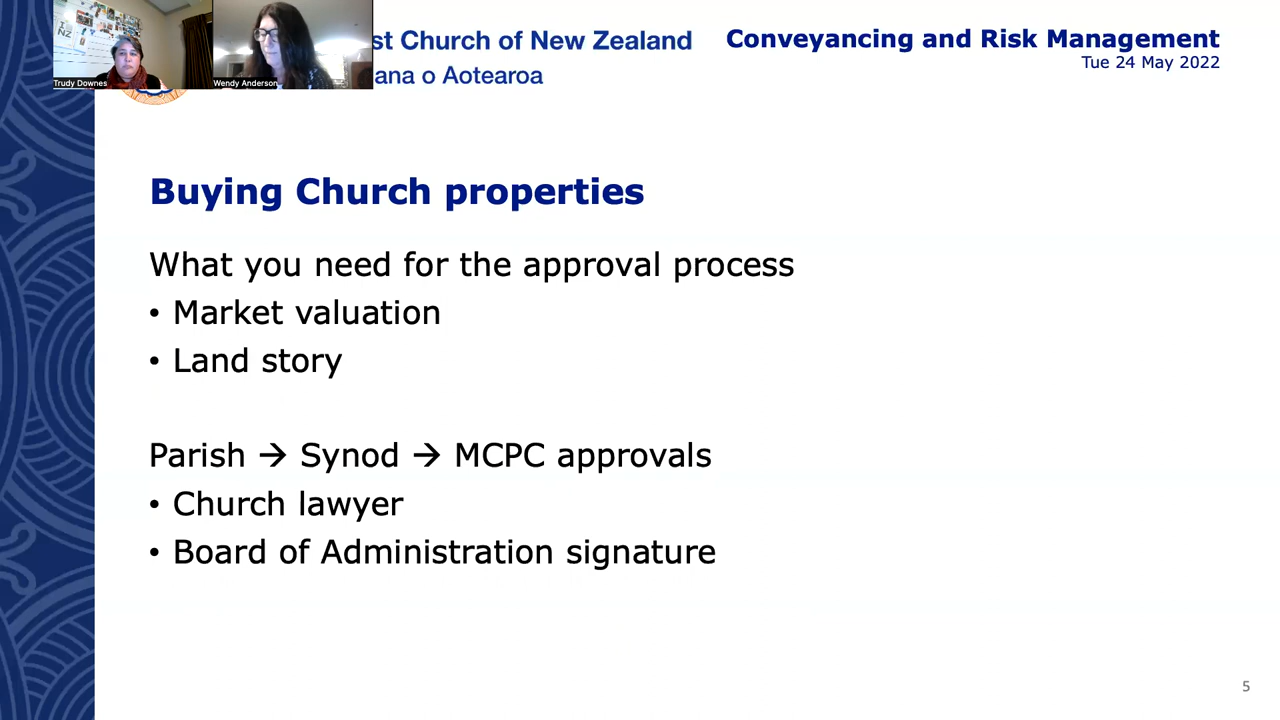 Trudy Downes
Wendy Anderson
st Church of New Zealand
ana o Aotearoa
Conveyancing and Risk Management
Tue 24 May 2022
Buying Church properties
What you need for the approval process
• Market valuation
• Land story
Parish → Synod → MCPC approvals
• Church lawyer
• Board of Administration signature
5